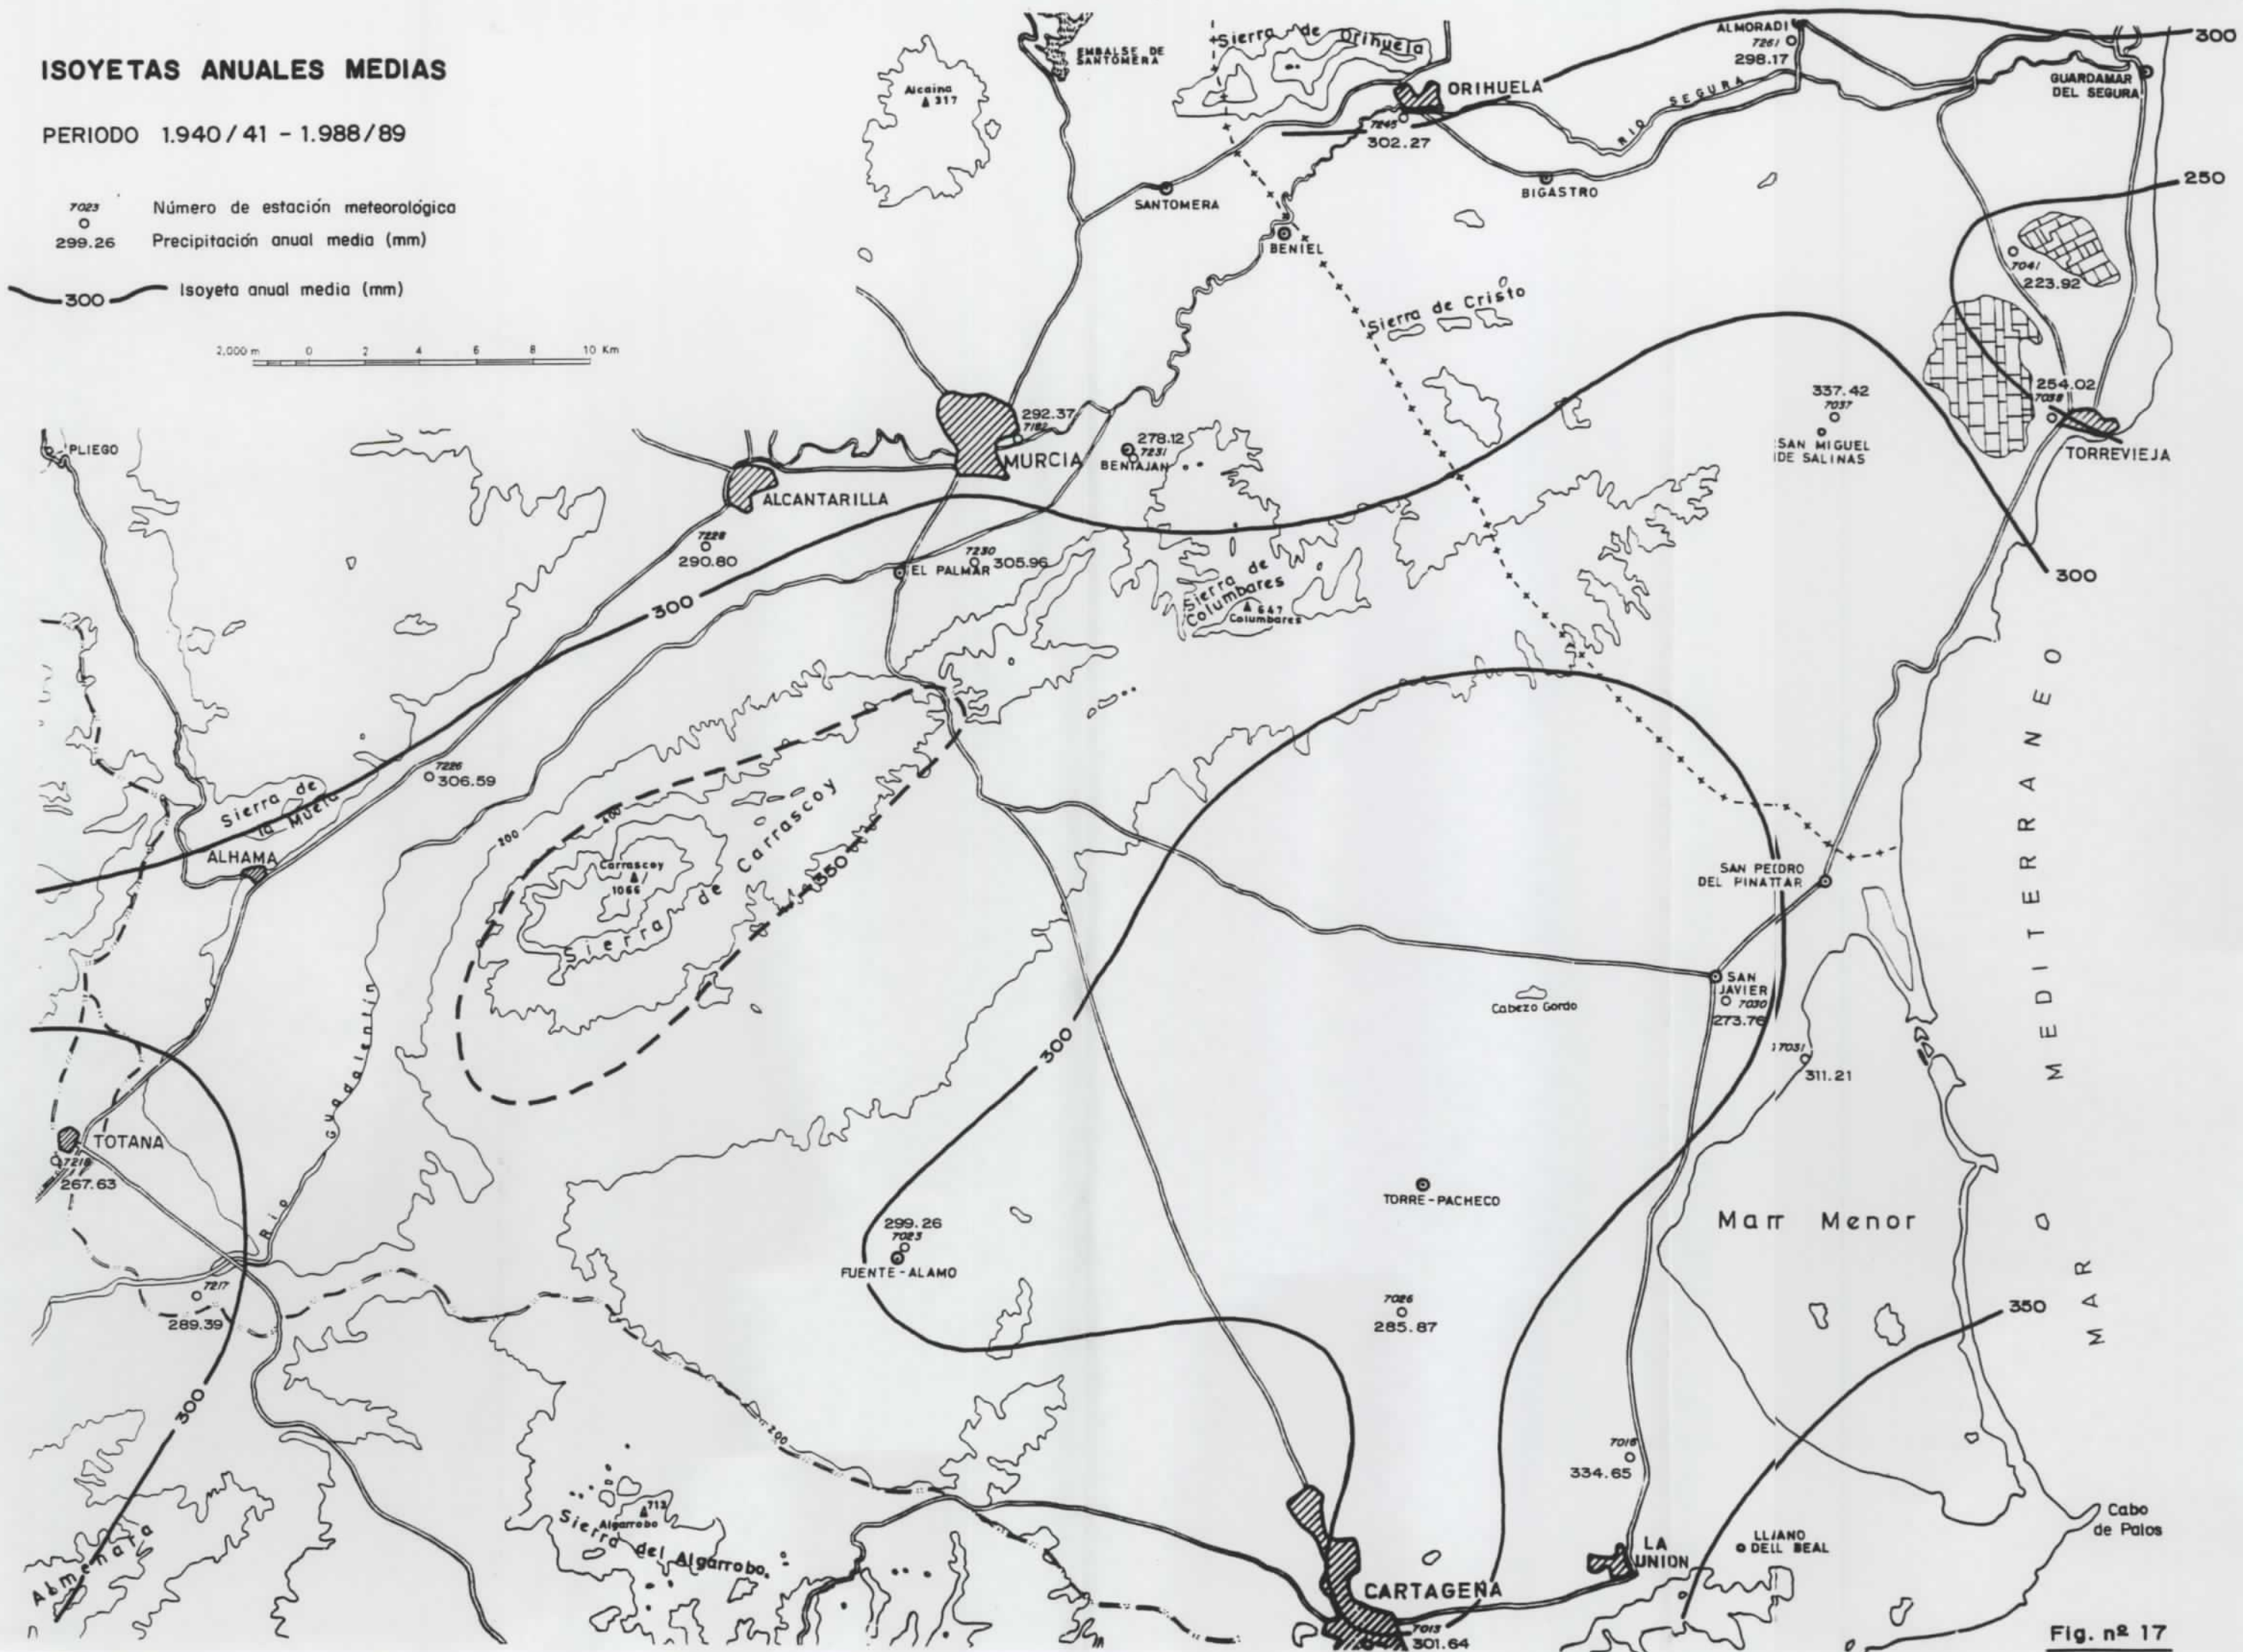 ISOYETAS ANUALES MEDIAS
PERIODO 1.940/41 - 1.988/89
7023 Número de estación meteorológica
299.26 Precipitación anual media (mm)
300 Isoyeta anual media (mm)
2,000 m 0 2 4 6 8 10 Km
EMBALSE DE
SANTOMERA
Sierra de Orihuela
Alcaina
317
ORIHUELA
7245
302.27
ALMORADI
7261
298.17
300
GUARDAMAR
DEL SEGURA
RIO SEGURA
SANTOMERA
BIGASTRO
250
BENIEL
7041
223.92
Sierra de Cristo
254.02
7038
TORREVIEJA
337.42
7037
SAN MIGUEL
DE SALINAS
292.37
7182
MURCIA
278.12
7231
BENIAJAN
PLIEGO
ALCANTARILLA
7228
290.80
7230
305.96
EL PALMAR
300
Sierra de
Columbares
647
Columbares
300
7226
306.59
Sierra de
la Muela
ALHAMA
200
400
Carrascoy
1066
Sierra de Carrascoy
350
SAN PEIDRO
DEL PINATTAR
SAN
JAVIER
7030
273.76
Cabezo Gordo
7031
311.21
300
Rio Guadalentín
TOTANA
7218
267.63
TORRE-PACHECO
Marr Menor
MAR MEDITERRANEO
299.26
7023
FUENTE-ALAMO
7217
289.39
7026
285.87
350
300
200
7016
334.65
713
Algarrobo
Sierra del Algarrobo
Almenara
LA
UNION
LLIANO
DELL BEAL
Cabo
de Palos
CARTAGENA
7013
301.64
Fig. nº 17